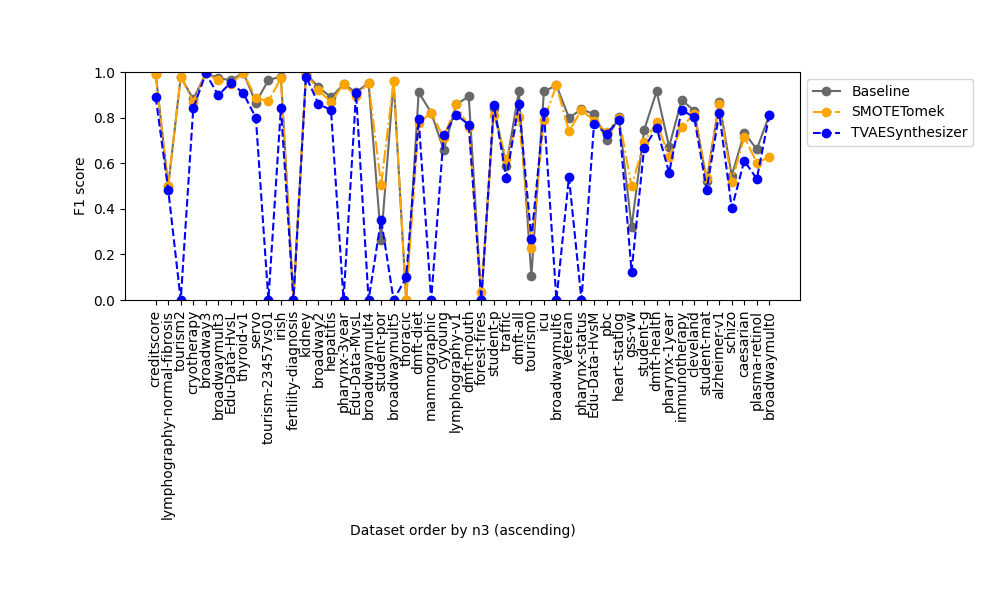 Baseline
SMOTETomek
TVAESynthesizer
F1 score
1.0
0.8
0.6
0.4
0.2
0.0
creditscore
lymphography-normal-fibrosis
tourism2
cryotherapy
broadway3
broadwaymult3
Edu-Data-HvsL
thyroid-v1
servo
tourism-23457vs01
irish
fertility-diagnosis
kidney
broadway2
hepatitis
pharynx-3year
Edu-Data-MvsL
broadwaymult4
student-por
broadwaymult5
thoracic
dmft-diet
mammographic
cryoung
lymphography-v1
dmft-mouth
forest-fires
student-p
traffic
dmft-all
tourism0
icu
broadwaymult6
Veteran
pharynx-status
Edu-Data-HvsM
pbc
heart-statlog
gss-vw
student-e
dmft-health
pharynx-1year
immunotherapy
cleveland
student-mat
alzheimer-v1
schizo
caesarian
plasma-retinol
broadwaymult0
Dataset order by n3 (ascending)